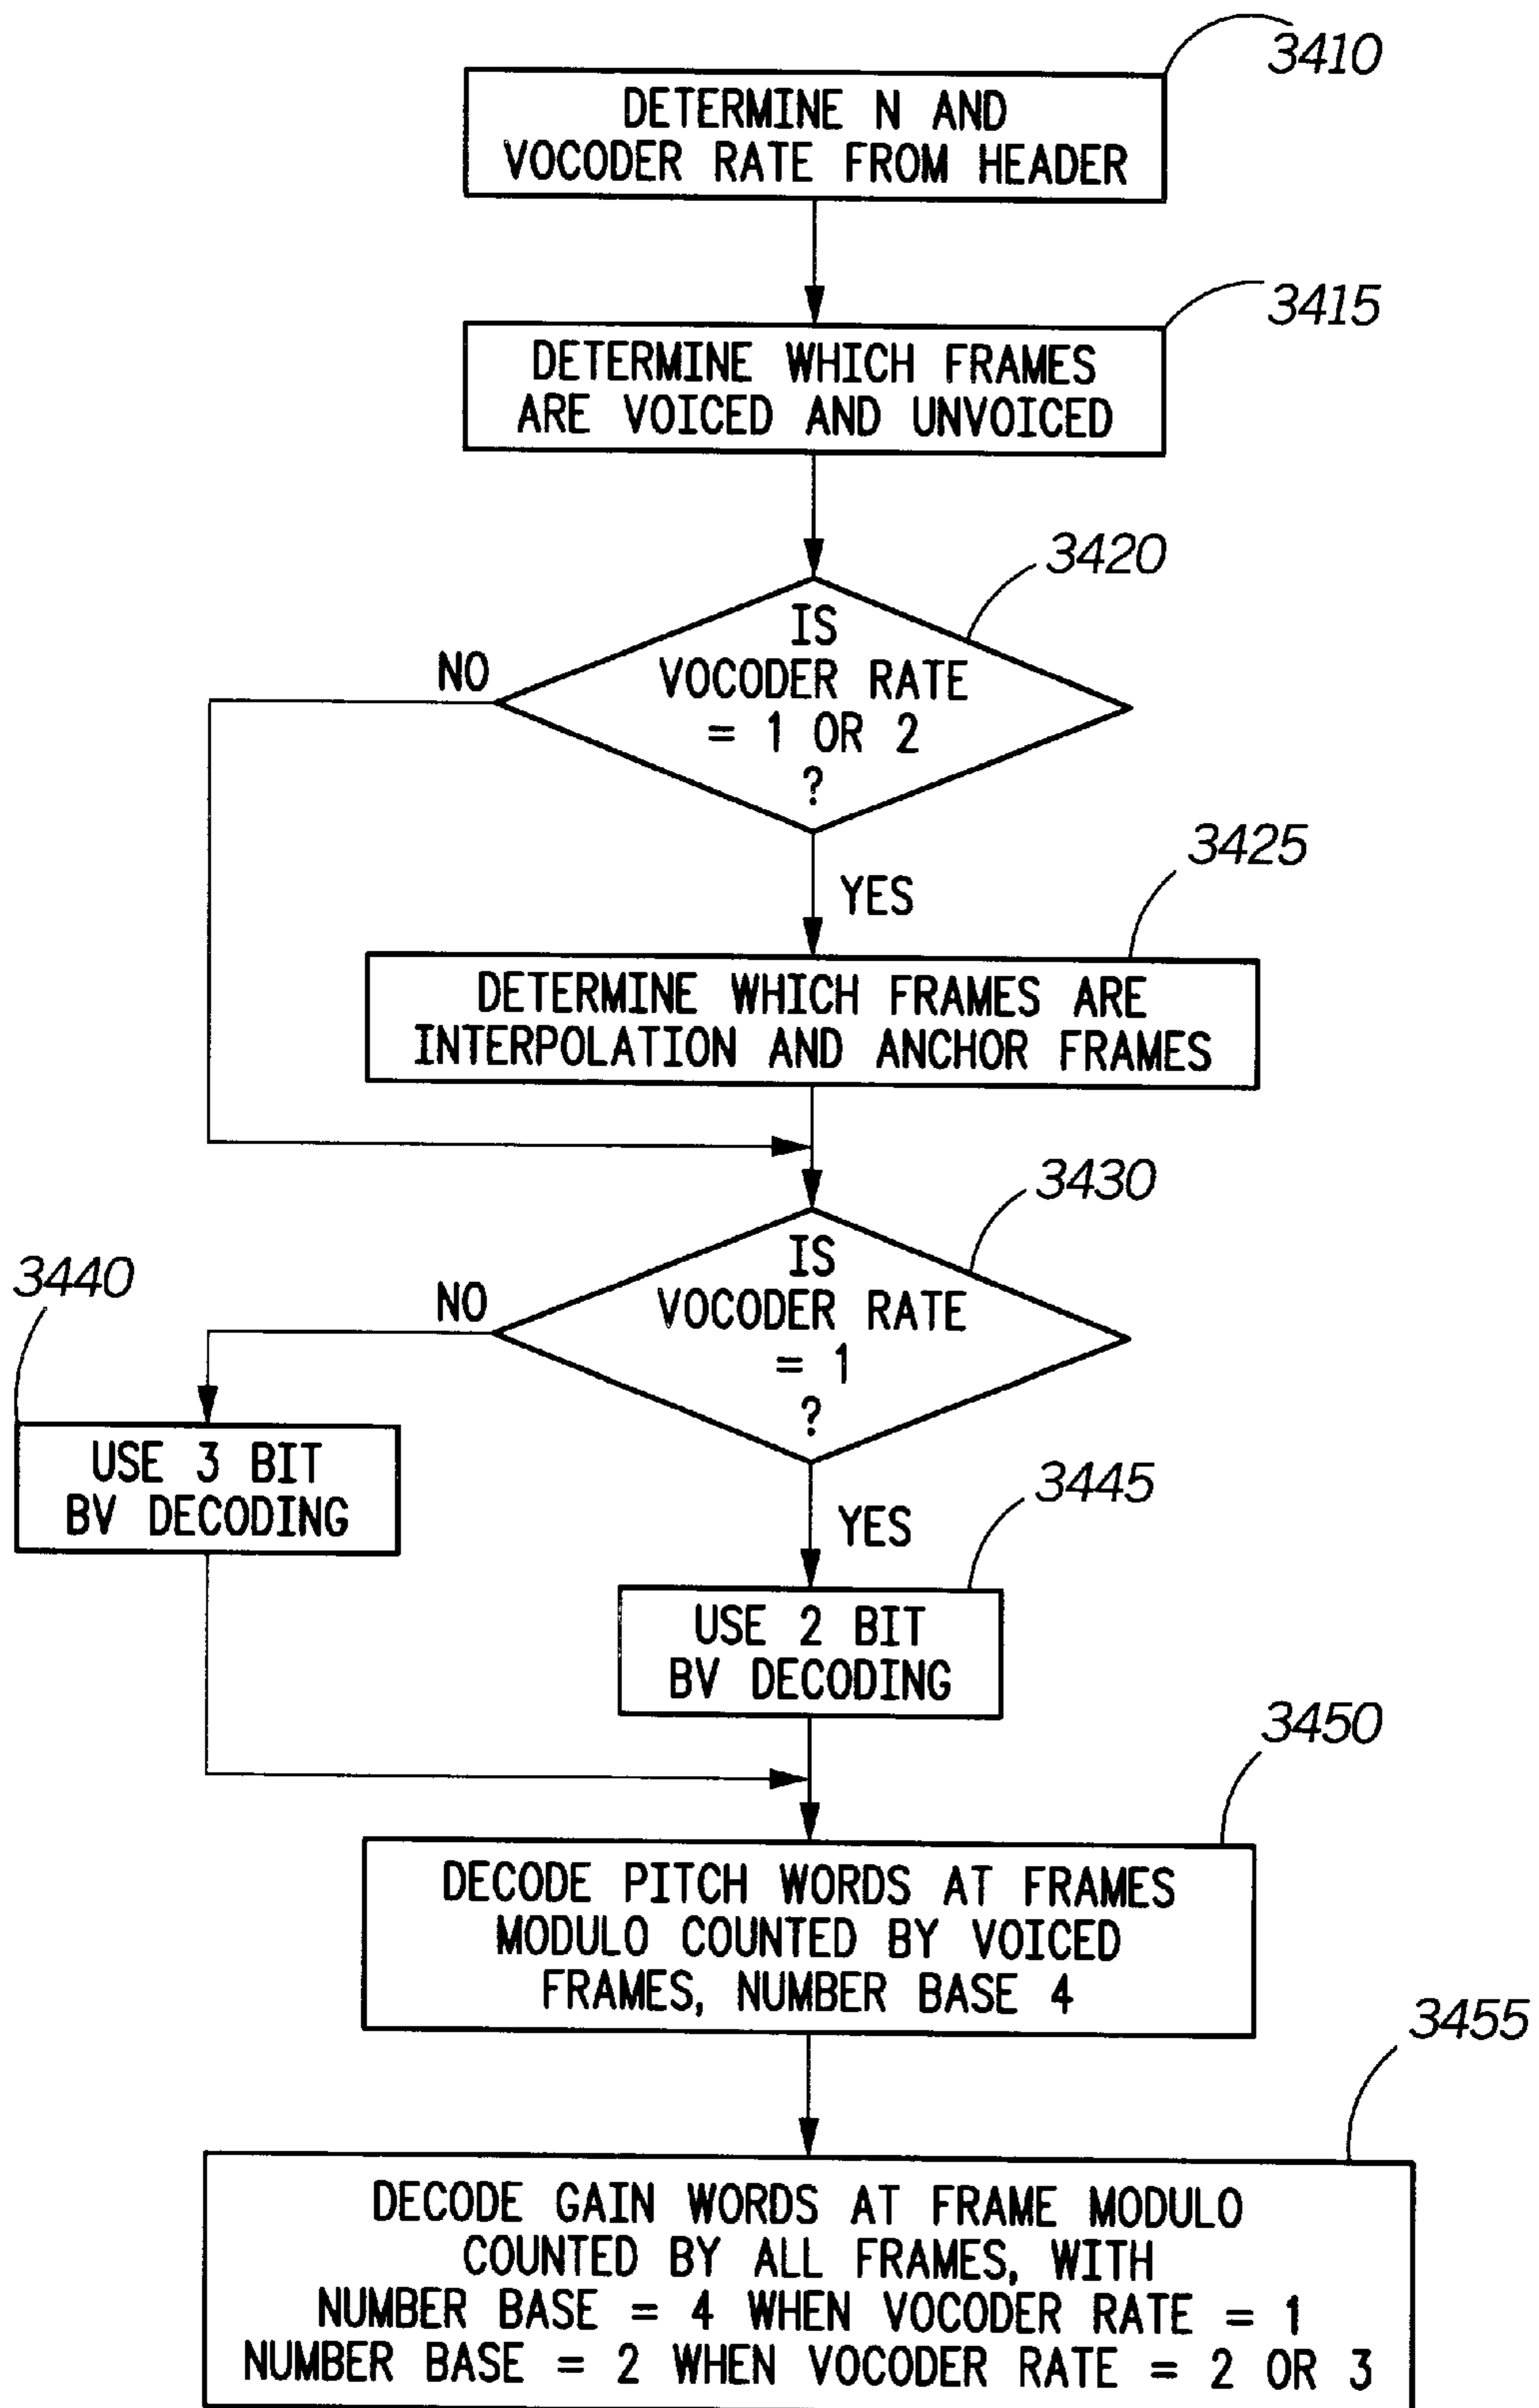 3410
DETERMINE N AND
VOCODER RATE FROM HEADER
3415
DETERMINE WHICH FRAMES
ARE VOICED AND UNVOICED
3420
IS
VOCODER RATE
= 1 OR 2
?
NO
YES
3425
DETERMINE WHICH FRAMES ARE
INTERPOLATION AND ANCHOR FRAMES
3430
IS
VOCODER RATE
= 1
?
NO
3440
USE 3 BIT
BV DECODING
YES
3445
USE 2 BIT
BV DECODING
3450
DECODE PITCH WORDS AT FRAMES
MODULO COUNTED BY VOICED
FRAMES, NUMBER BASE 4
3455
DECODE GAIN WORDS AT FRAME MODULO
COUNTED BY ALL FRAMES, WITH
NUMBER BASE = 4 WHEN VOCODER RATE = 1
NUMBER BASE = 2 WHEN VOCODER RATE = 2 OR 3